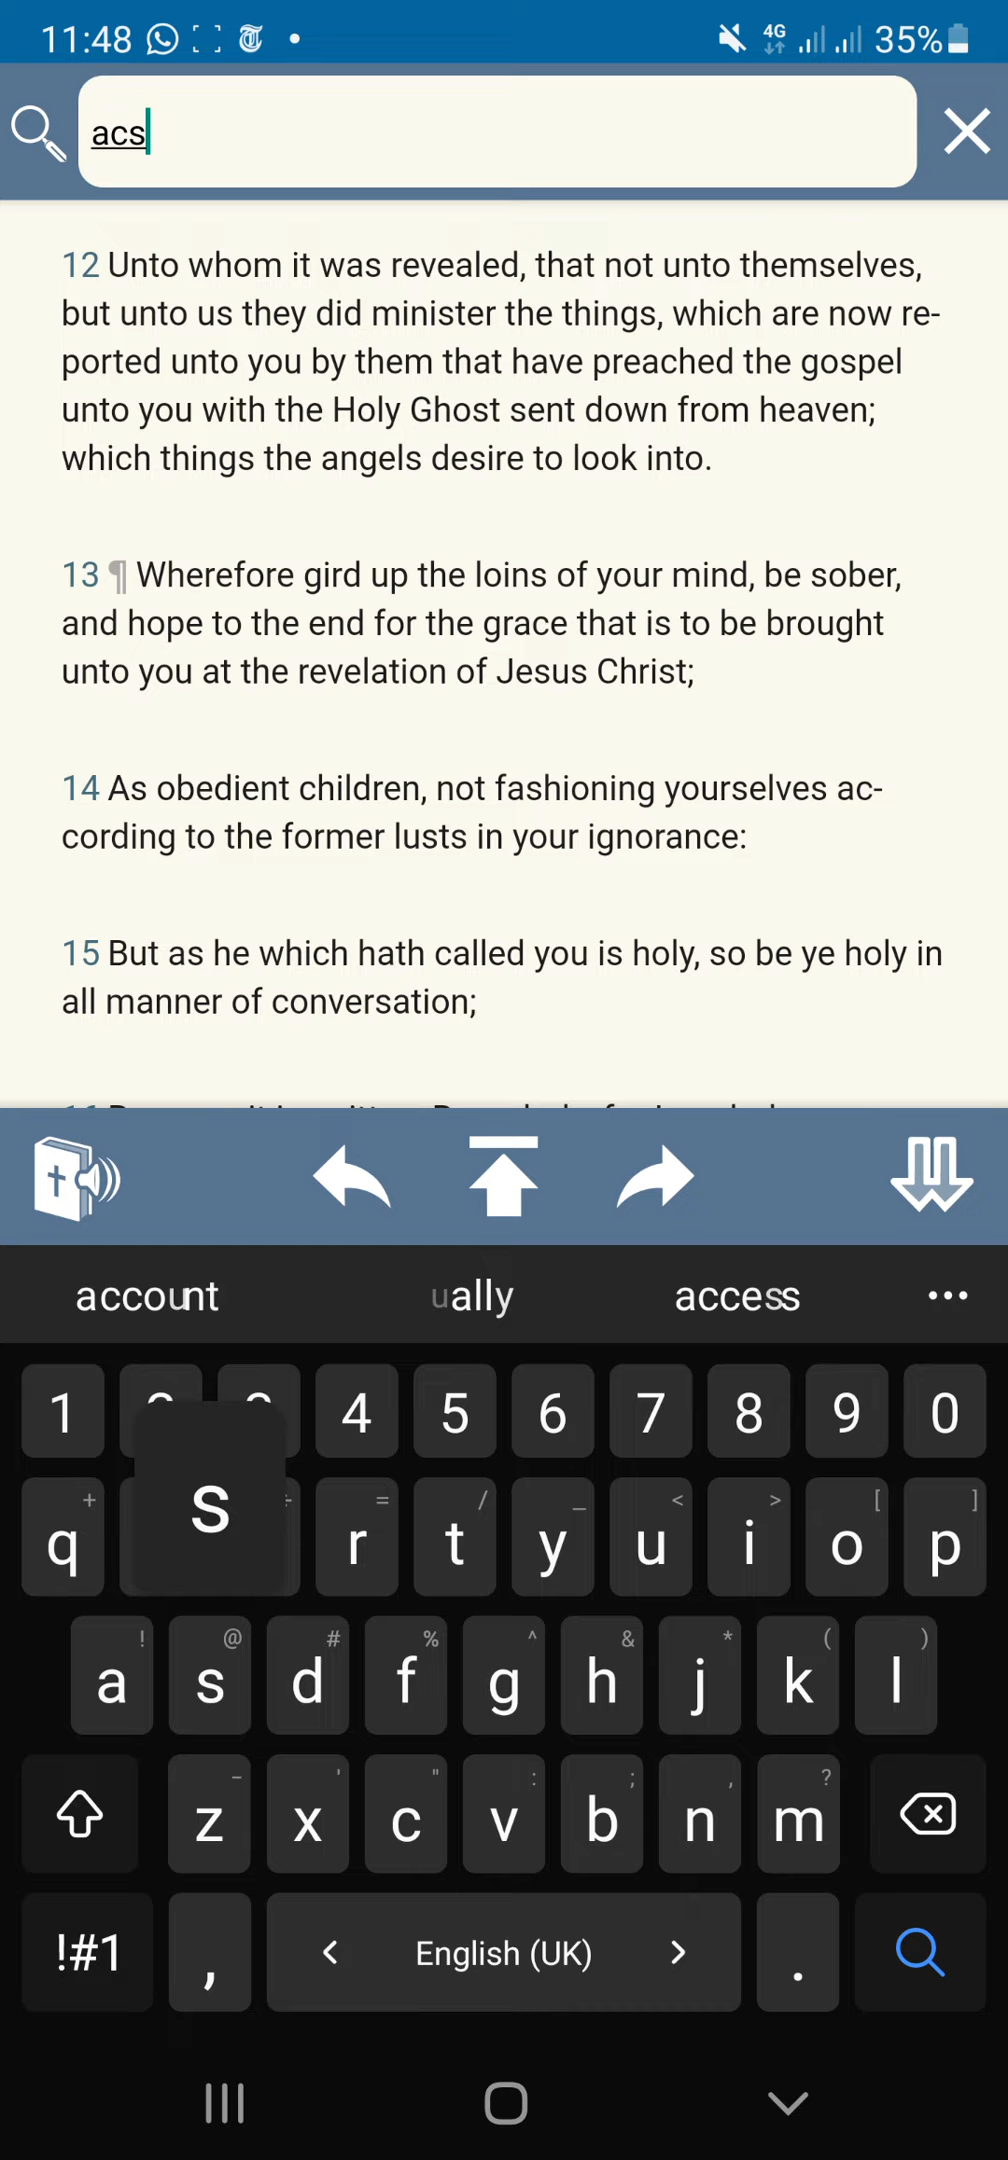 11:48 4G 35%
acs
12 Unto whom it was revealed, that not unto themselves,
but unto us they did minister the things, which are now re-
ported unto you by them that have preached the gospel
unto you with the Holy Ghost sent down from heaven;
which things the angels desire to look into.
13 ¶ Wherefore gird up the loins of your mind, be sober,
and hope to the end for the grace that is to be brought
unto you at the revelation of Jesus Christ;
14 As obedient children, not fashioning yourselves ac-
cording to the former lusts in your ignorance:
15 But as he which hath called you is holy, so be ye holy in
all manner of conversation;
account ually access •••
1 4 5 6 7 8 9 0
s
+ = / _ < > [ ]
q r t y u i o p
! @ # % ^ & * ( )
a s d f g h j k l
- ' " : ; , ?
z x c v b n m
!#1 , < English (UK) > .